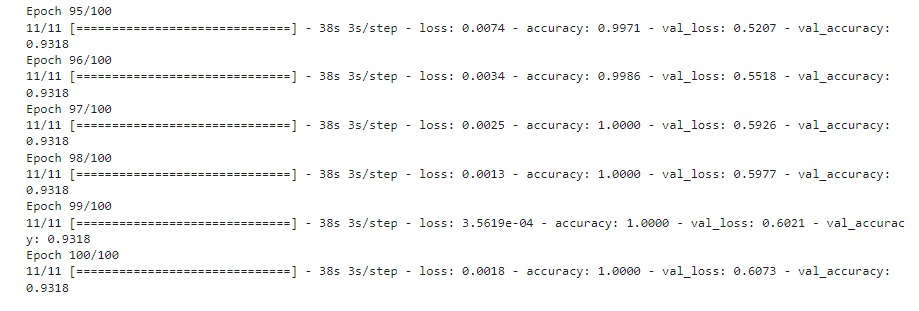 Epoch 95/100
11/11 [==============================] - 38s 3s/step - loss: 0.0074 - accuracy: 0.9971 - val_loss: 0.5207 - val_accuracy:
0.9318
Epoch 96/100
11/11 [==============================] - 38s 3s/step - loss: 0.0034 - accuracy: 0.9986 - val_loss: 0.5518 - val_accuracy:
0.9318
Epoch 97/100
11/11 [==============================] - 38s 3s/step - loss: 0.0025 - accuracy: 1.0000 - val_loss: 0.5926 - val_accuracy:
0.9318
Epoch 98/100
11/11 [==============================] - 38s 3s/step - loss: 0.0013 - accuracy: 1.0000 - val_loss: 0.5977 - val_accuracy:
0.9318
Epoch 99/100
11/11 [==============================] - 38s 3s/step - loss: 3.5619e-04 - accuracy: 1.0000 - val_loss: 0.6021 - val_accurac
y: 0.9318
Epoch 100/100
11/11 [==============================] - 38s 3s/step - loss: 0.0018 - accuracy: 1.0000 - val_loss: 0.6073 - val_accuracy:
0.9318